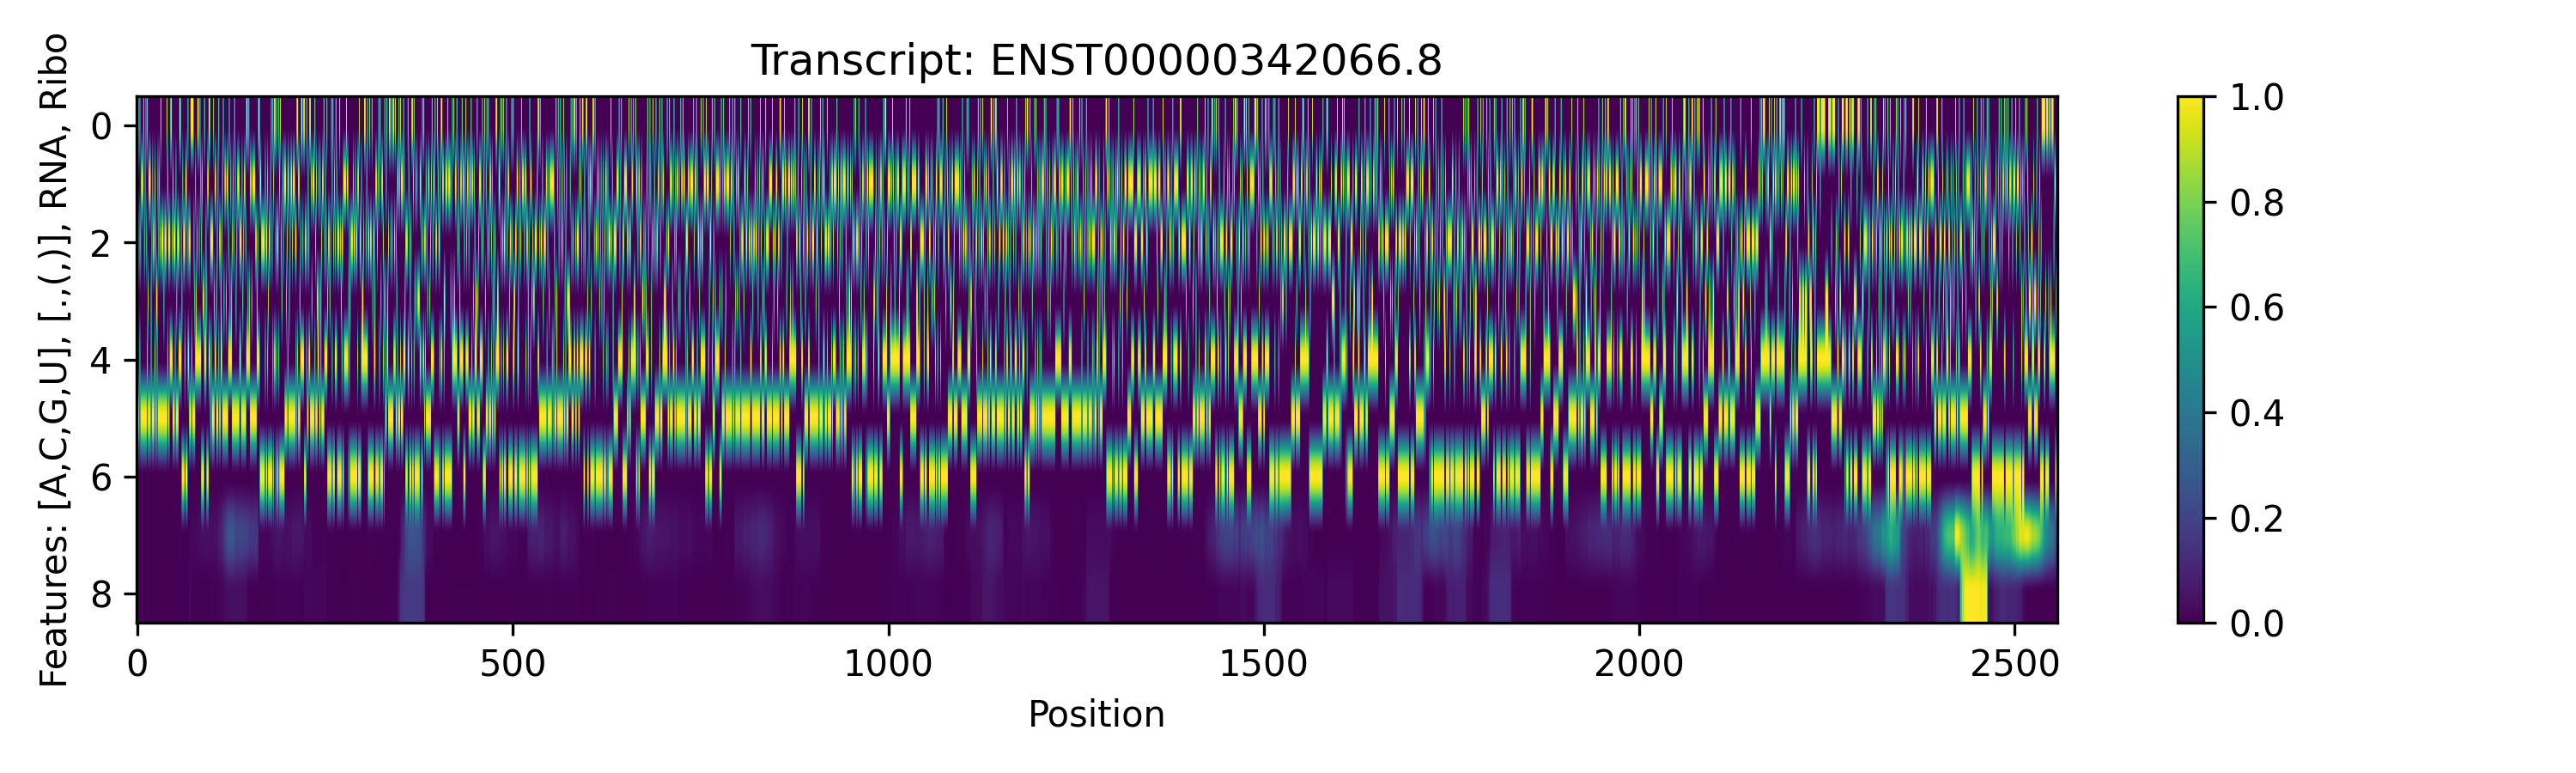 Transcript: ENST00000342066.8
Features: [A,C,G,U], [.,(,)], RNA, Ribo
0
2
4
6
8
0 500 1000 1500 2000 2500
Position
1.0
0.8
0.6
0.4
0.2
0.0